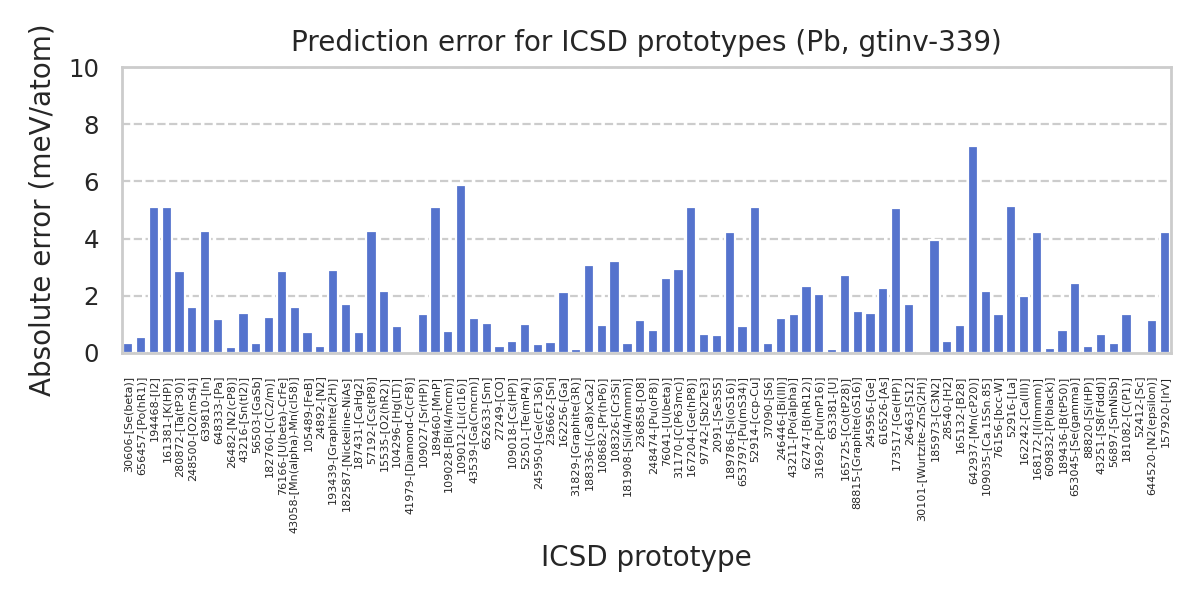 Prediction error for ICSD prototypes (Pb, gtinv-339)
Absolute error (meV/atom)
10
8
6
4
2
0
30606-[Se(beta)]
656457-[Po(hR1)]
194468-[I2]
161381-[K(HP)]
280872-[Ta(tP30)]
248500-[O2(mS4)]
639810-[In]
648333-[Pa]
26482-[N2(cP8)]
43216-[Sn(tI2)]
56503-[GaSb]
182760-[C(C2/m)]
76166-[U(beta)-CrFe]
43058-[Mn(alpha)-Mn(cI58)]
105489-[FeB]
24892-[N2]
193439-[Graphite(2H)]
182587-[Nickeline-NiAs]
187431-[CaHg2]
57192-[Cs(tP8)]
15535-[O2(hR2)]
104296-[Hg(LT)]
41979-[Diamond-C(cF8)]
109027-[Sr(HP)]
189460-[MnP]
109028-[Bi(I4/mcm)]
109012-[Li(cI16)]
43539-[Ga(Cmcm)]
652633-[Sm]
27249-[CO]
109018-[Cs(HP)]
52501-[Te(mP4)]
245950-[Ge(cF136)]
236662-[Sn]
162256-[Ga]
31829-[Graphite(3R)]
188336-[(Ca8)xCa2]
108682-[Pr(hP6)]
108326-[Cr3Si]
181908-[Si(I4/mmm)]
236858-[O8]
248474-[Pu(oF8)]
76041-[U(beta)]
31170-[C(P63mc)]
167204-[Ge(hP8)]
97742-[Sb2Te3]
2091-[Se3S5]
189786-[Si(oS16)]
653797-[Pu(mS34)]
52914-[ccp-Cu]
37090-[S6]
246446-[Bi(III)]
43211-[Po(alpha)]
62747-[B(hR12)]
31692-[Pu(mP16)]
653381-[U]
165725-[Co(tP28)]
88815-[Graphite(oS16)]
245956-[Ge]
616526-[As]
173517-[Ge(HP)]
26463-[S12]
30101-[Wurtzite-ZnS(2H)]
185973-[C3N2]
28540-[H2]
165132-[B28]
642937-[Mn(cP20)]
109035-[Ca.15Sn.85]
76156-[bcc-W]
52916-[La]
162242-[Ca(III)]
168172-[I(Immm)]
609832-[P(black)]
189436-[B(tP50)]
653045-[Se(gamma)]
88820-[Si(HP)]
43251-[S8(Fddd)]
56897-[SmNiSb]
181082-[C(P1)]
52412-[Sc]
644520-[N2(epsilon)]
157920-[IrV]
ICSD prototype